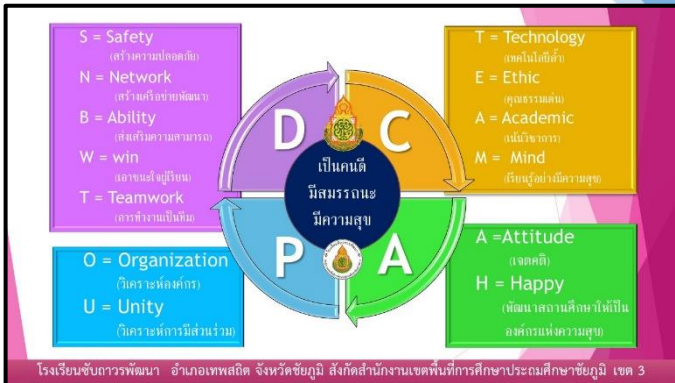 S = Safety
(สร้างความปลอดภัย)
N = Network
(สร้างเครือข่ายพัฒนา)
B = Ability
(ส่งเสริมความสามารถ)
W = win
(เอาชนะใจผู้เรียน)
T = Teamwork
(การทำงานเป็นทีม)
T = Technology
(เทคโนโลยีล้ำ)
E = Ethic
(คุณธรรมเด่น)
A = Academic
(เน้นวิชาการ)
M = Mind
(เรียนรู้อย่างมีความสุข)
D
C
เป็นคนดี
มีสมรรถนะ
มีความสุข
P
A
O = Organization
(วิเคราะห์องค์กร)
U = Unity
(วิเคราะห์การมีส่วนร่วม)
A =Attitude
(เจตคติ)
H = Happy
(พัฒนาสถานศึกษาให้เป็น
องค์กรแห่งความสุข)
โรงเรียนซับถาวรพัฒนา อำเภอเทพสถิต จังหวัดชัยภูมิ สังกัดสำนักงานเขตพื้นที่การศึกษาประถมศึกษาชัยภูมิ เขต 3